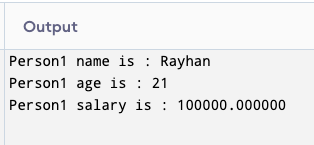 Output
Person1 name is : Rayhan
Person1 age is : 21
Person1 salary is : 100000.000000